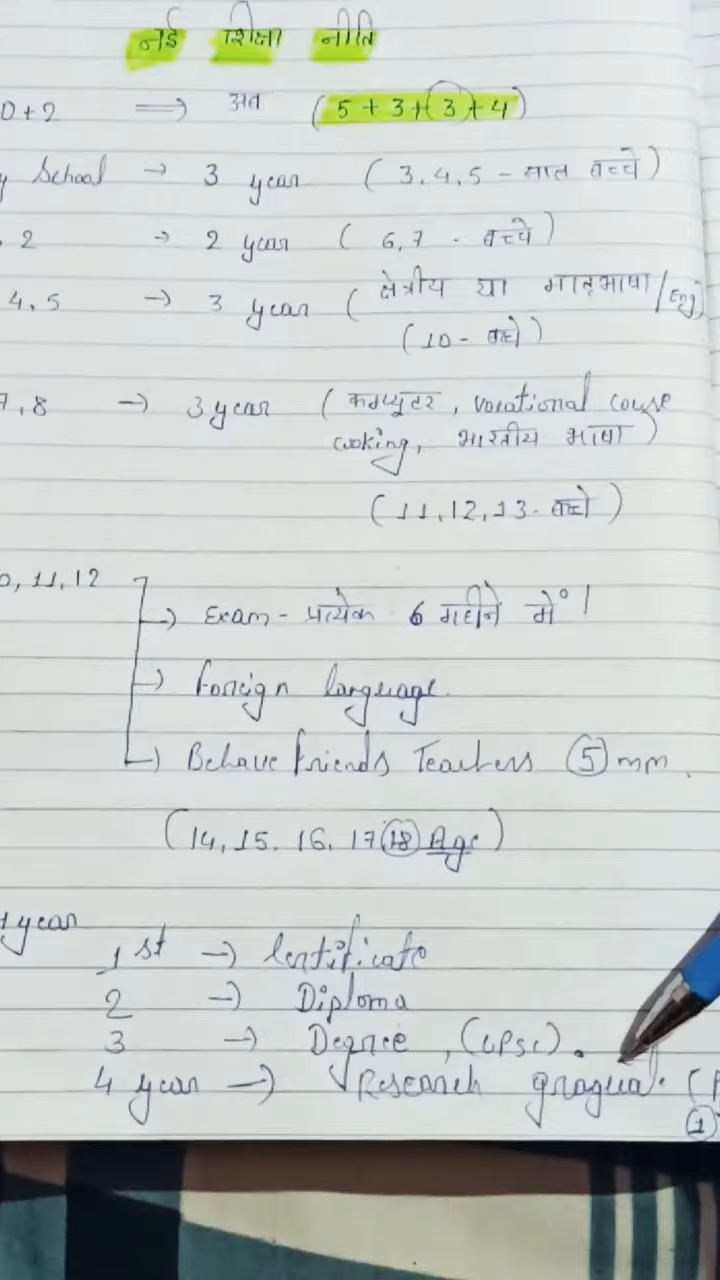 नई शिक्षा नीति
0+2 ⟹ अब (5+3+3+4)
y School → 3 year (3,4,5 - साल बच्चे)
, 2 → 2 year (6,7 - बच्चे)
4,5 → 3 year (क्षेत्रीय या मातृभाषा/Eng)
(10 - बच्चे)
7,8 → 3 year (कम्प्युटर, vocational course
cooking, भारतीय भाषा)
(11,12,13 - बच्चे)
0, 11, 12
→ Exam - प्रत्येक 6 महीने में।
→ Foreign language.
→ Behave friends Teachers 5
(14, 15, 16, 17 18 Age)
year
1st → Certificate
2 → Diploma
3 → Degree, (UPSC).
4 year → Research
1